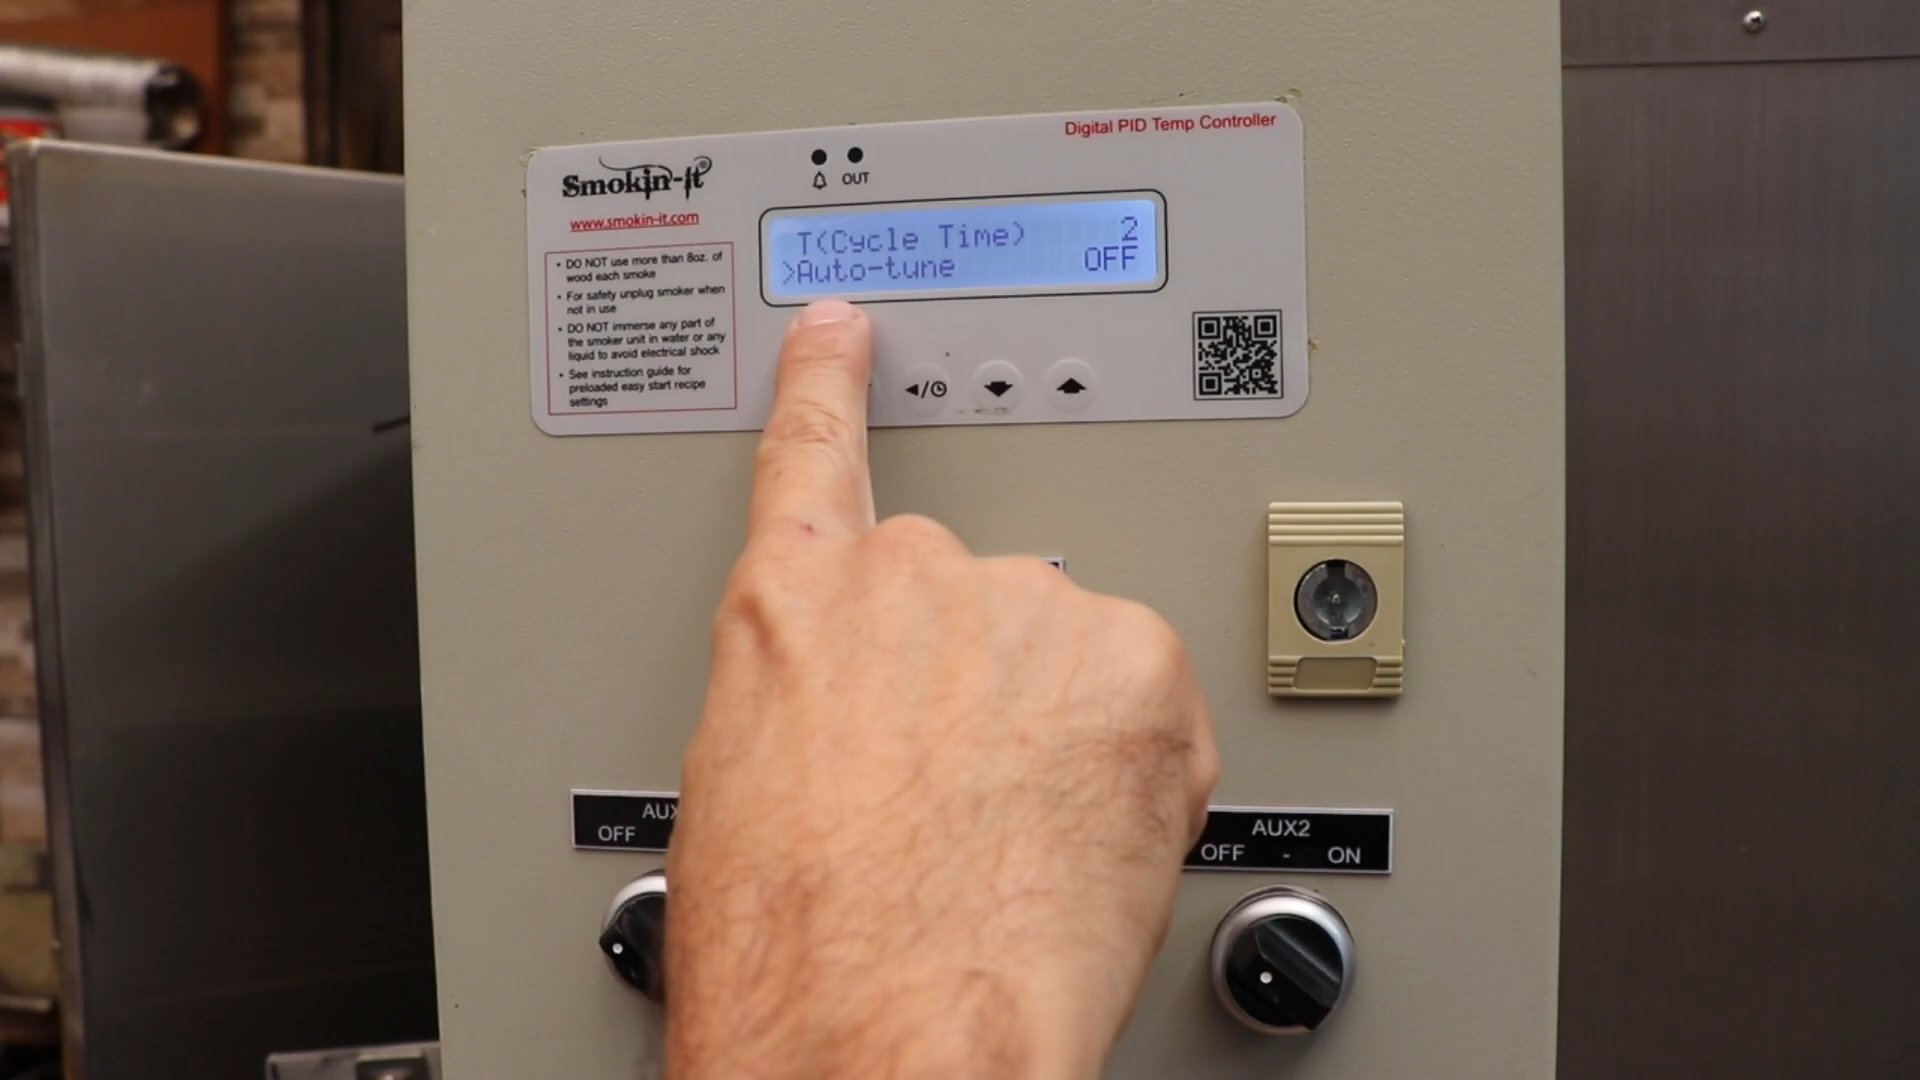 Digital PID Temp Controller
Smokin-It®
www.smokin-it.com
OUT
T(Cycle Time) 2
>Auto-tune OFF
• DO NOT use more than 8oz. of
wood each smoke
• For safety unplug smoker when
not in use
• DO NOT immerse any part of
the smoker unit in water or any
liquid to avoid electrical shock
• See instruction guide for
preloaded easy start recipe
settings
AUX
OFF
AUX2
OFF - ON